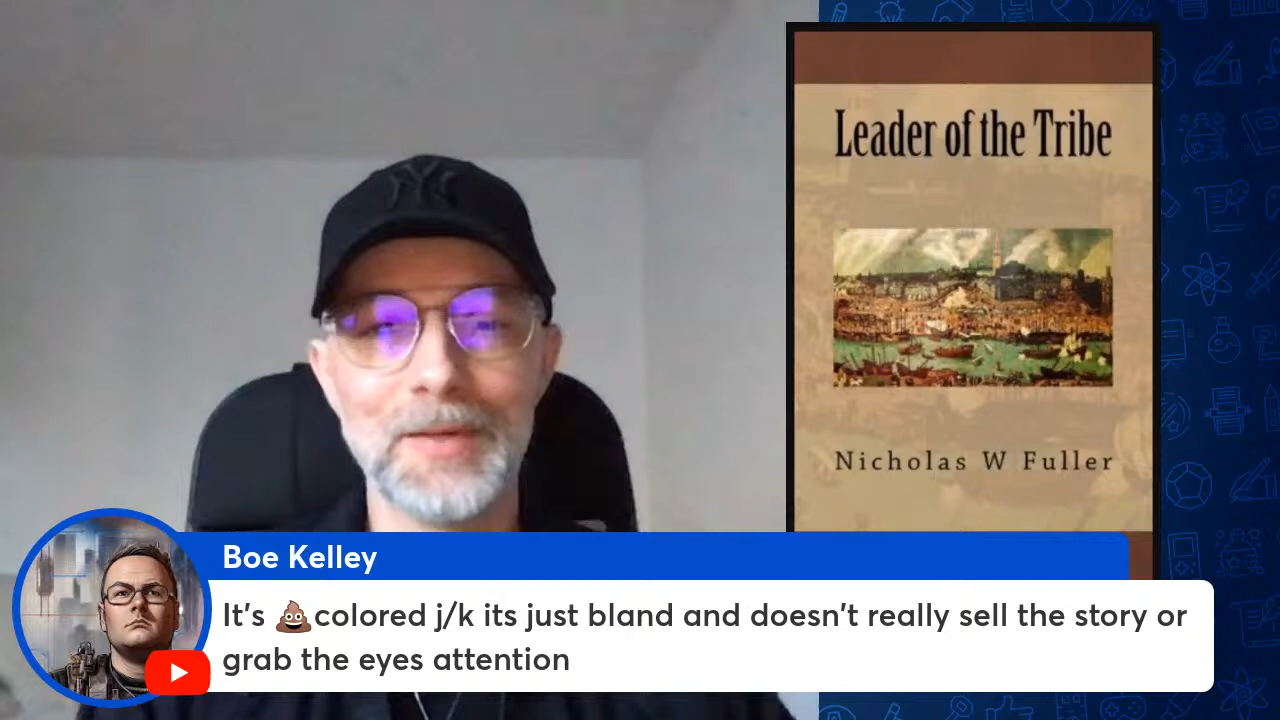 Leader of the Tribe
Nicholas W Fuller
Boe Kelley
It's 💩colored j/k its just bland and doesn't really sell the story or
grab the eyes attention